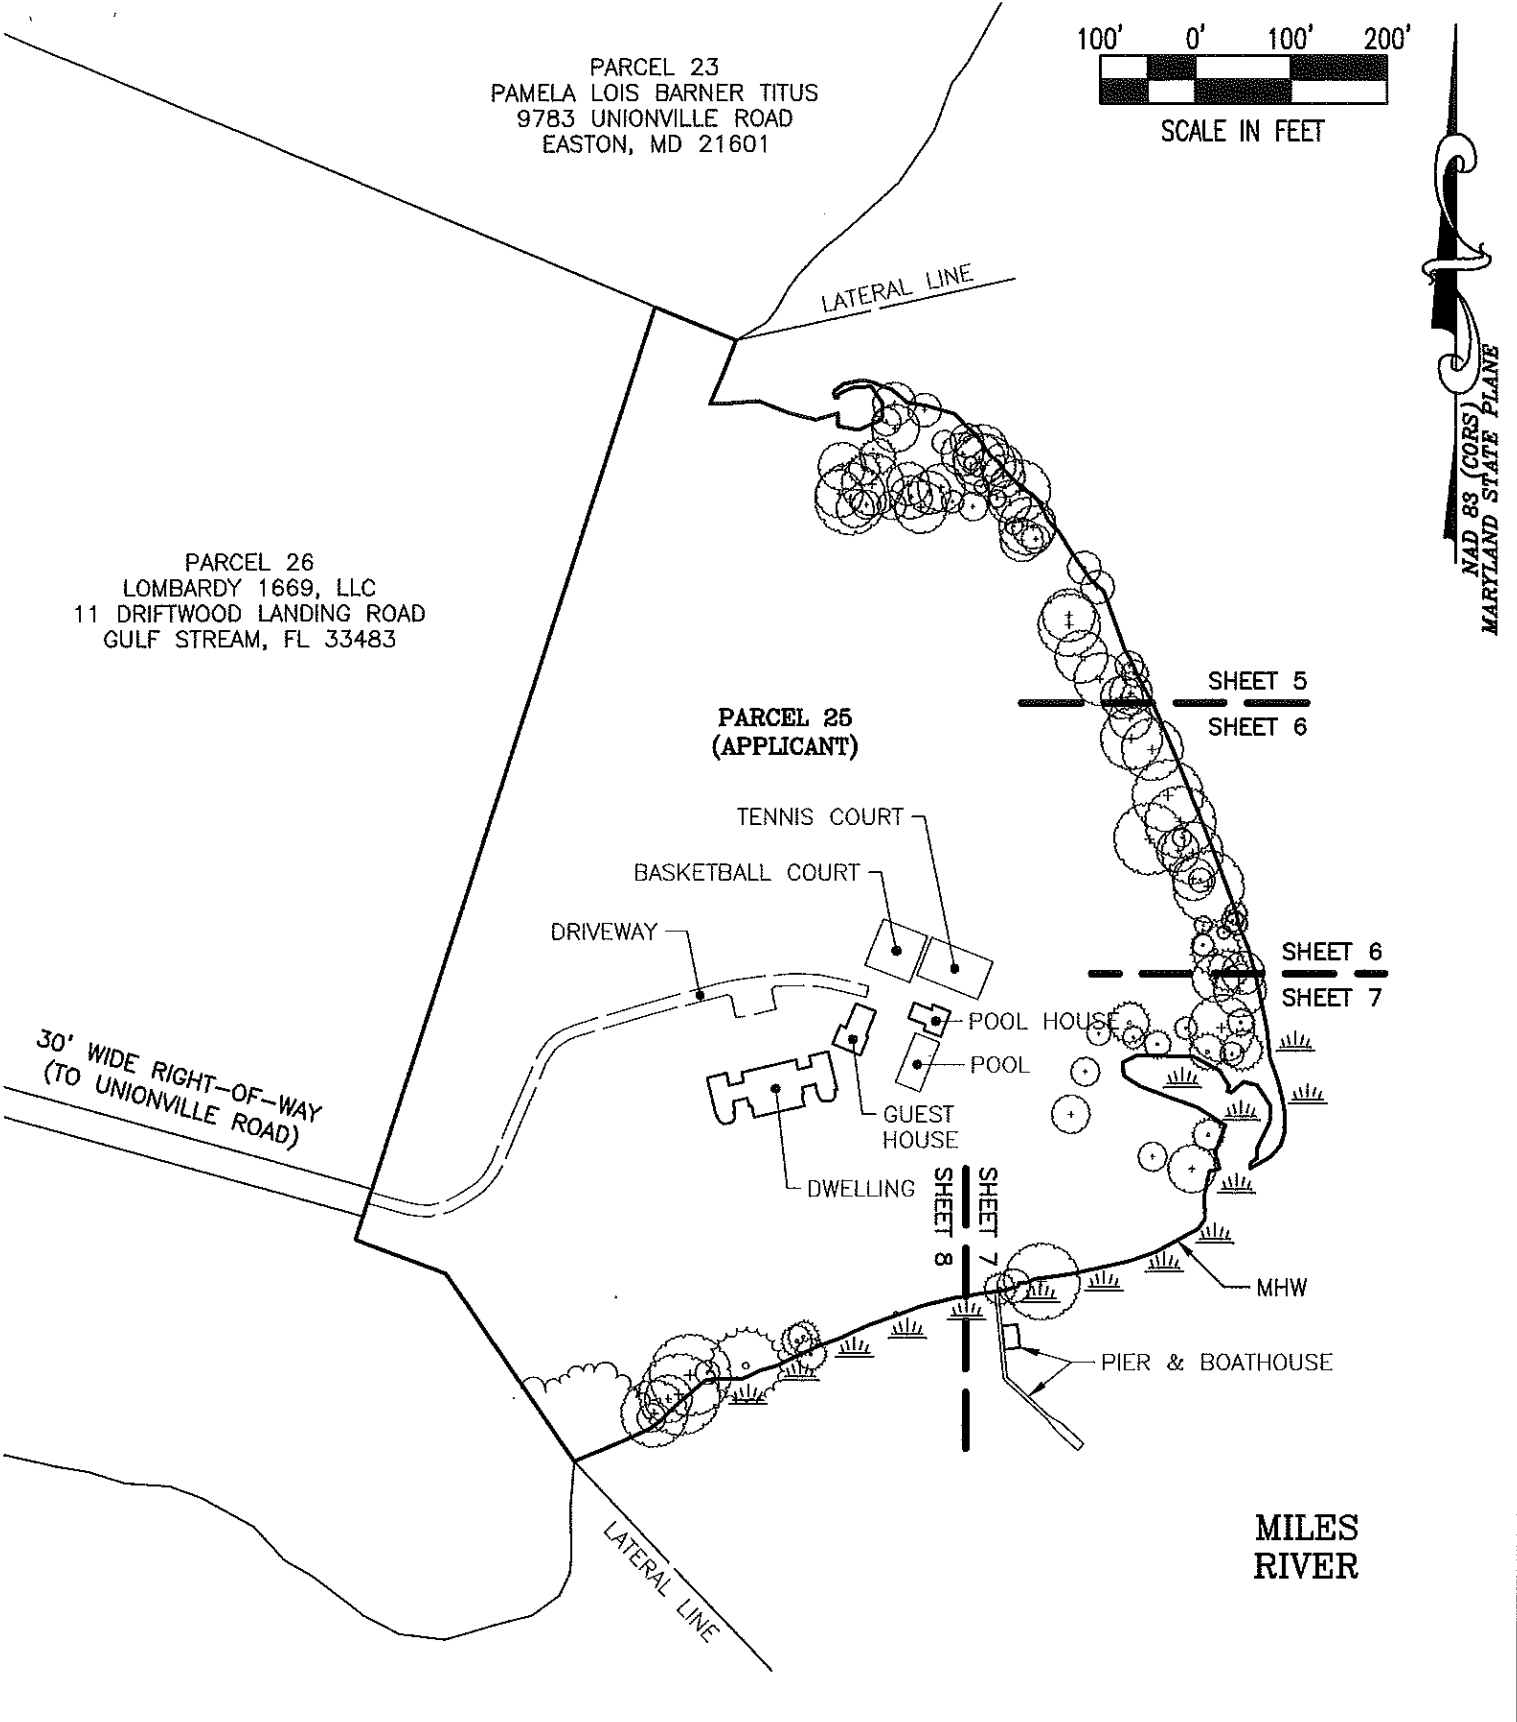 PARCEL 23
PAMELA LOIS BARNER TITUS
9783 UNIONVILLE ROAD
EASTON, MD 21601
100' 0' 100' 200'
SCALE IN FEET
NAD 83 (CORS)
MARYLAND STATE PLANE
LATERAL LINE
PARCEL 26
LOMBARDY 1669, LLC
11 DRIFTWOOD LANDING ROAD
GULF STREAM, FL 33483
SHEET 5
SHEET 6
PARCEL 25
(APPLICANT)
TENNIS COURT
BASKETBALL COURT
DRIVEWAY
SHEET 6
SHEET 7
POOL HOUSE
POOL
30' WIDE RIGHT-OF-WAY
(TO UNIONVILLE ROAD)
GUEST
HOUSE
DWELLING
SHEET 7
SHEET 8
MHW
PIER & BOATHOUSE
LATERAL LINE
MILES
RIVER